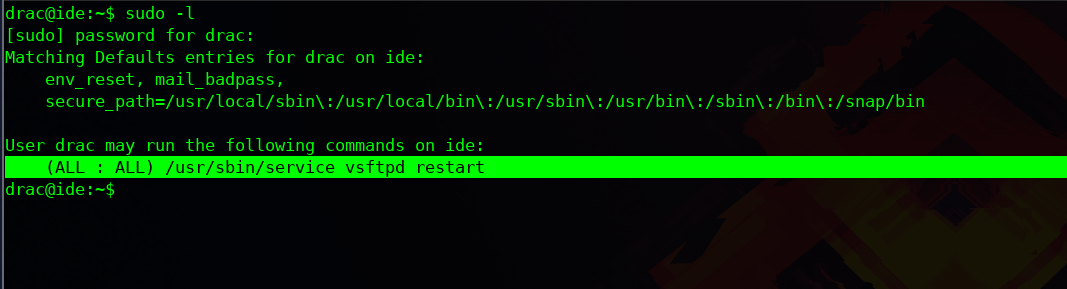 drac@ide:~$ sudo -l
[sudo] password for drac:
Matching Defaults entries for drac on ide:
    env_reset, mail_badpass,
    secure_path=/usr/local/sbin\:/usr/local/bin\:/usr/sbin\:/usr/bin\:/sbin\:/bin\:/snap/bin

User drac may run the following commands on ide:
    (ALL : ALL) /usr/sbin/service vsftpd restart
drac@ide:~$